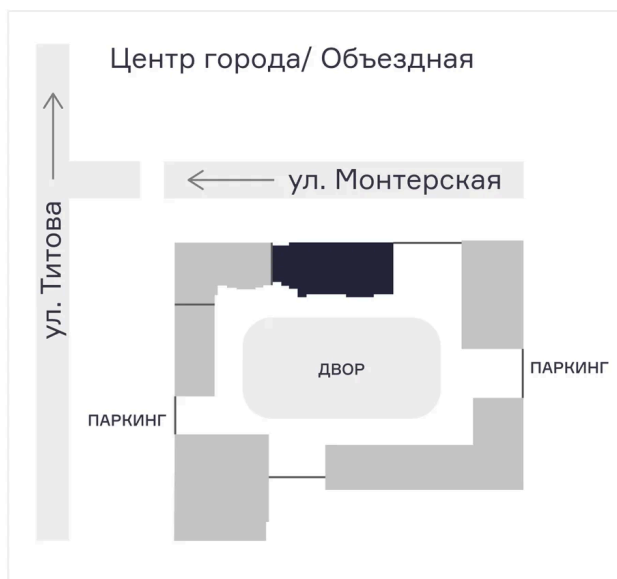 Центр города/ Объездная
ул. Монтерская
ул. Титова
ДВОР
ПАРКИНГ
ПАРКИНГ